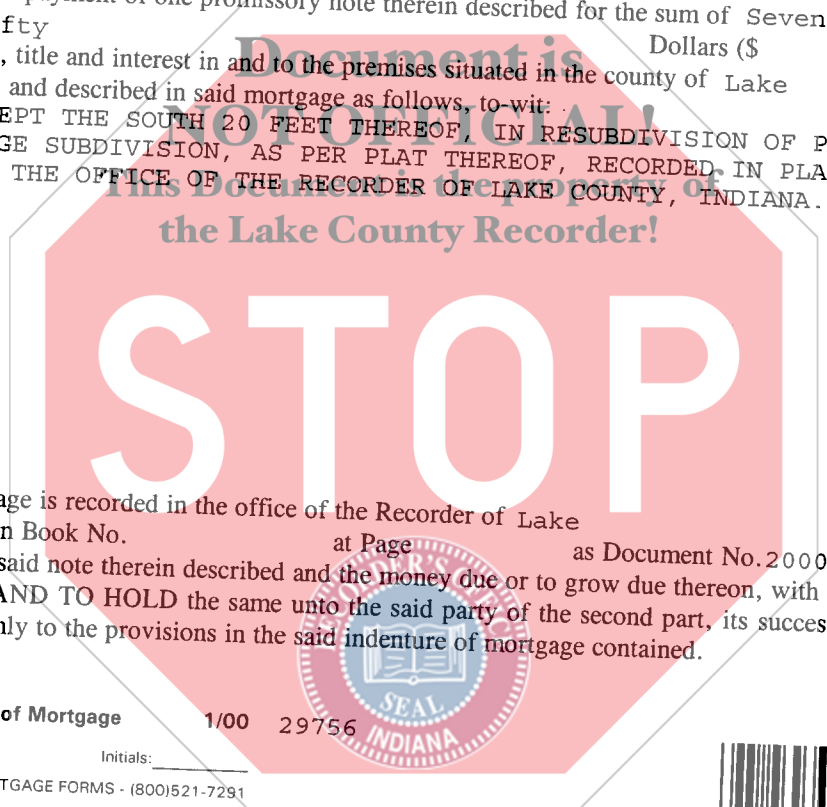 payment of one promissory note therein described for the sum of Seven
fty
Dollars ($
, title and interest in and to the premises situated in the county of Lake
and described in said mortgage as follows, to-wit:
EPT THE SOUTH 20 FEET THEREOF, IN RESUBDIVISION OF P
GE SUBDIVISION, AS PER PLAT THEREOF, RECORDED IN PLA
THE OFFICE OF THE RECORDER OF LAKE COUNTY, INDIANA.
Document is
NOT OFFICIAL!
This Document is the property of
the Lake County Recorder!
STOP
age is recorded in the office of the Recorder of Lake
n Book No. at Page as Document No. 2000
said note therein described and the money due or to grow due thereon, with
AND TO HOLD the same unto the said party of the second part, its succes
nly to the provisions in the said indenture of mortgage contained.
RECORDER'S
SEAL
INDIANA
of Mortgage 1/00 29756
Initials:
TGAGE FORMS - (800)521-7291